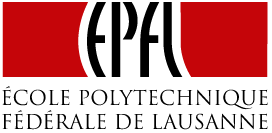 EPFL
ÉCOLE POLYTECHNIQUE
FÉDÉRALE DE LAUSANNE